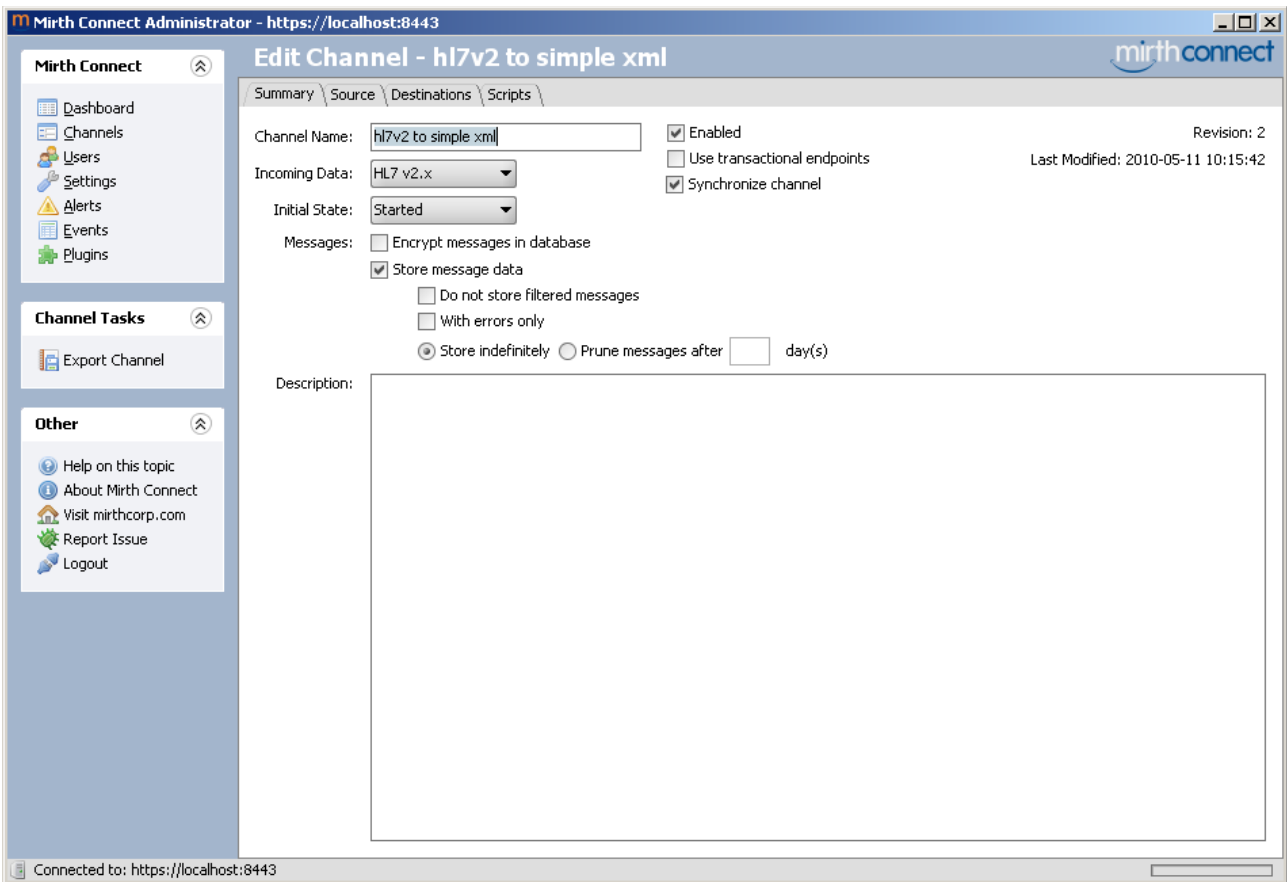 Mirth Connect Administrator - https://localhost:8443
Mirth Connect
Dashboard
Channels
Users
Settings
Alerts
Events
Plugins
Channel Tasks
Export Channel
Other
Help on this topic
About Mirth Connect
Visit mirthcorp.com
Report Issue
Logout
Edit Channel - hl7v2 to simple xml
mirthconnect
Summary Source Destinations Scripts
Channel Name: hl7v2 to simple xml Enabled Revision: 2
Use transactional endpoints Last Modified: 2010-05-11 10:15:42
Incoming Data: HL7 v2.x
Synchronize channel
Initial State: Started
Messages: Encrypt messages in database
Store message data
Do not store filtered messages
With errors only
Store indefinitely Prune messages after day(s)
Description:
Connected to: https://localhost:8443